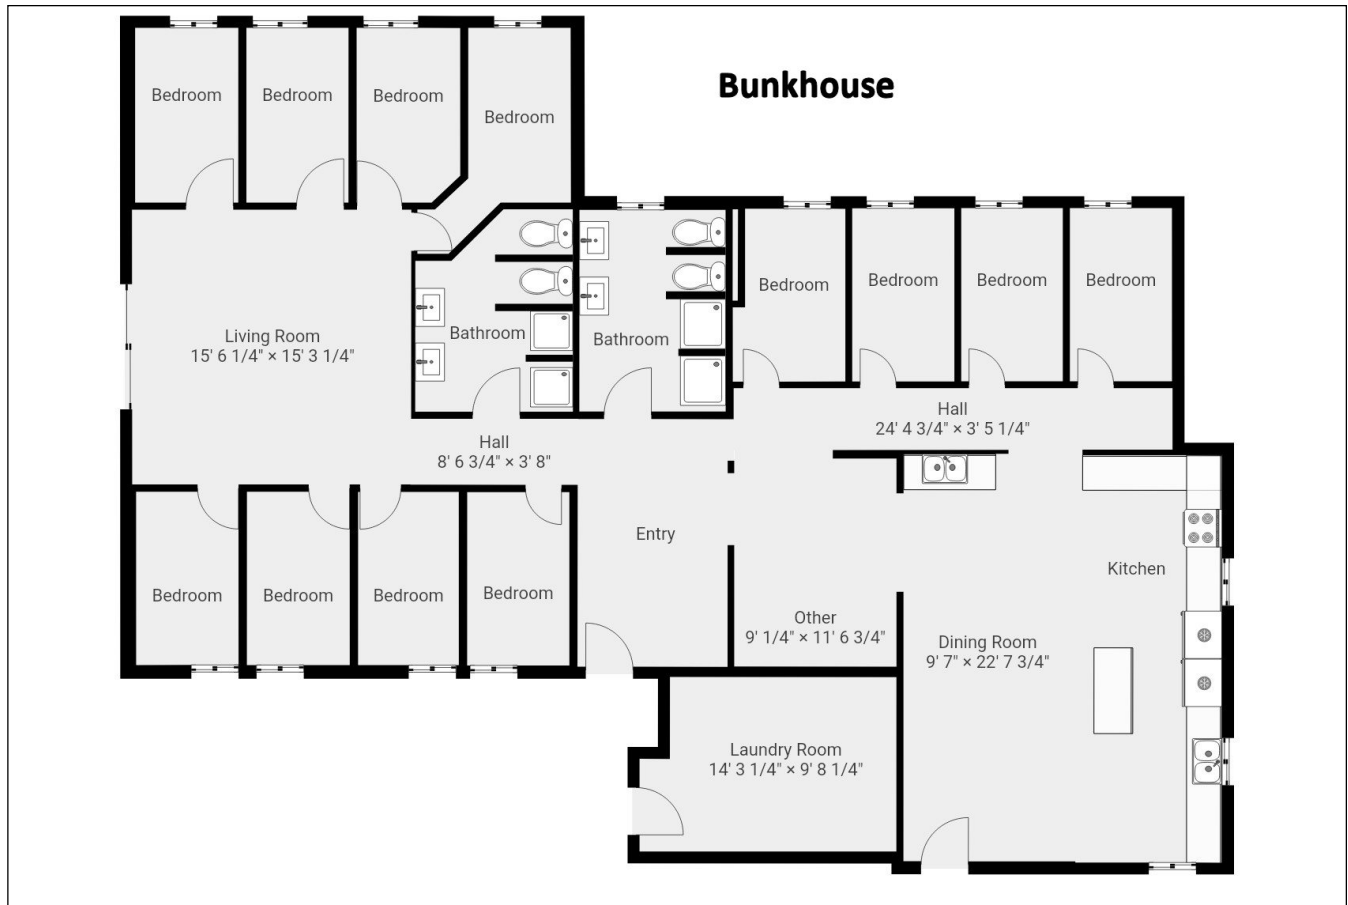 Bunkhouse
Bedroom
Bedroom
Bedroom
Bedroom
Bedroom
Bedroom
Bedroom
Bedroom
Living Room
15' 6 1/4" × 15' 3 1/4"
Bathroom
Bathroom
Hall
8' 6 3/4" × 3' 8"
Hall
24' 4 3/4" × 3' 5 1/4"
Entry
Kitchen
Bedroom
Bedroom
Bedroom
Bedroom
Other
9' 1/4" × 11' 6 3/4"
Dining Room
9' 7" × 22' 7 3/4"
Laundry Room
14' 3 1/4" × 9' 8 1/4"